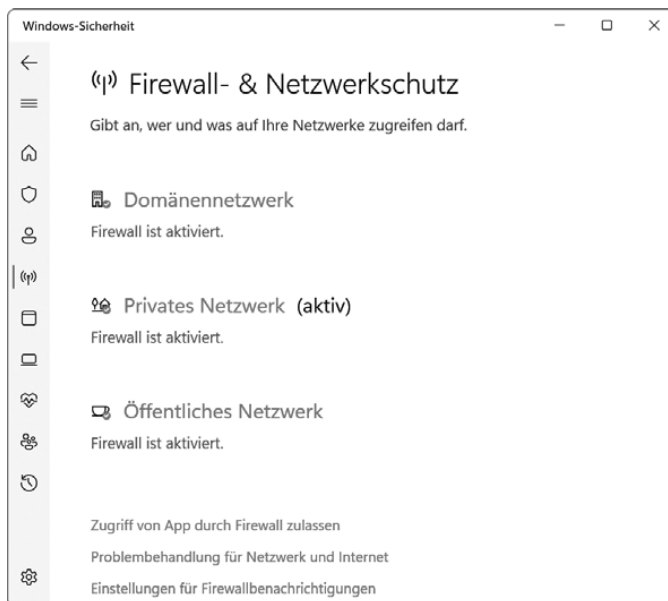 Windows-Sicherheit
Firewall- & Netzwerkschutz
Gibt an, wer und was auf Ihre Netzwerke zugreifen darf.
Domänennetzwerk
Firewall ist aktiviert.
Privates Netzwerk (aktiv)
Firewall ist aktiviert.
Öffentliches Netzwerk
Firewall ist aktiviert.
Zugriff von App durch Firewall zulassen
Problembehandlung für Netzwerk und Internet
Einstellungen für Firewallbenachrichtigungen